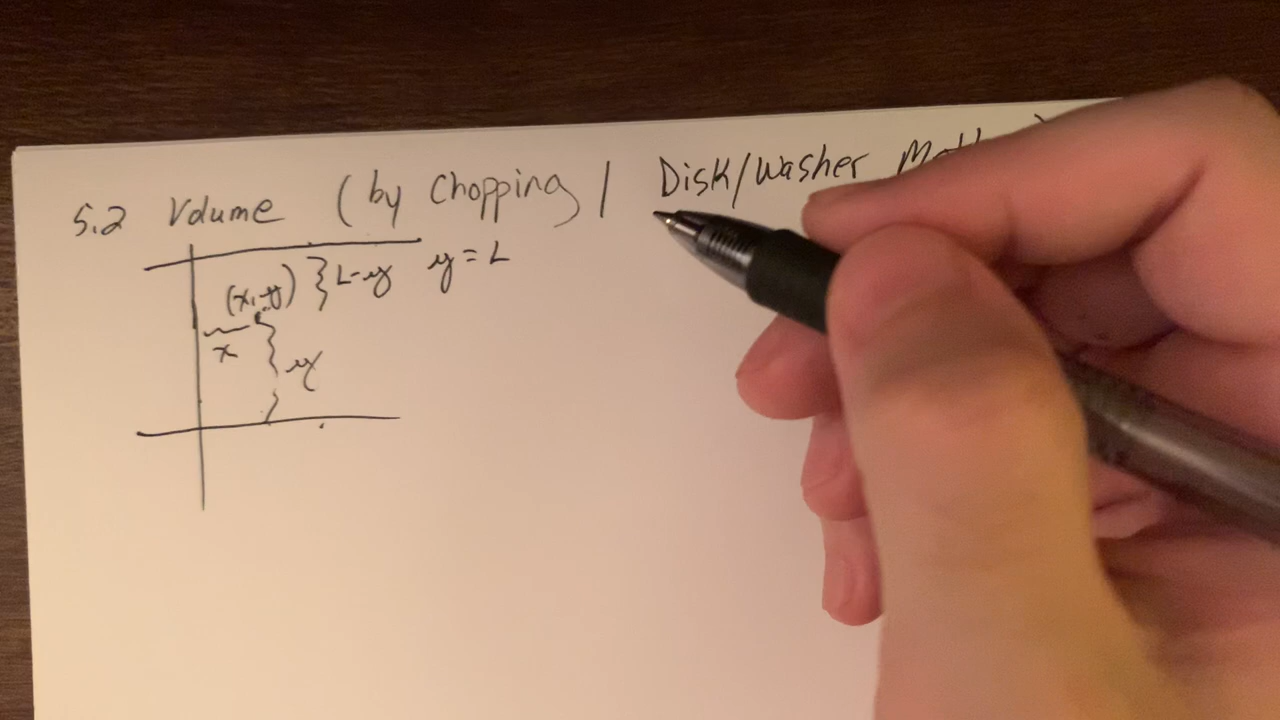 5.2 Volume (by Chopping / Disk/Washer
(x,y) } L-y y = L
x } y